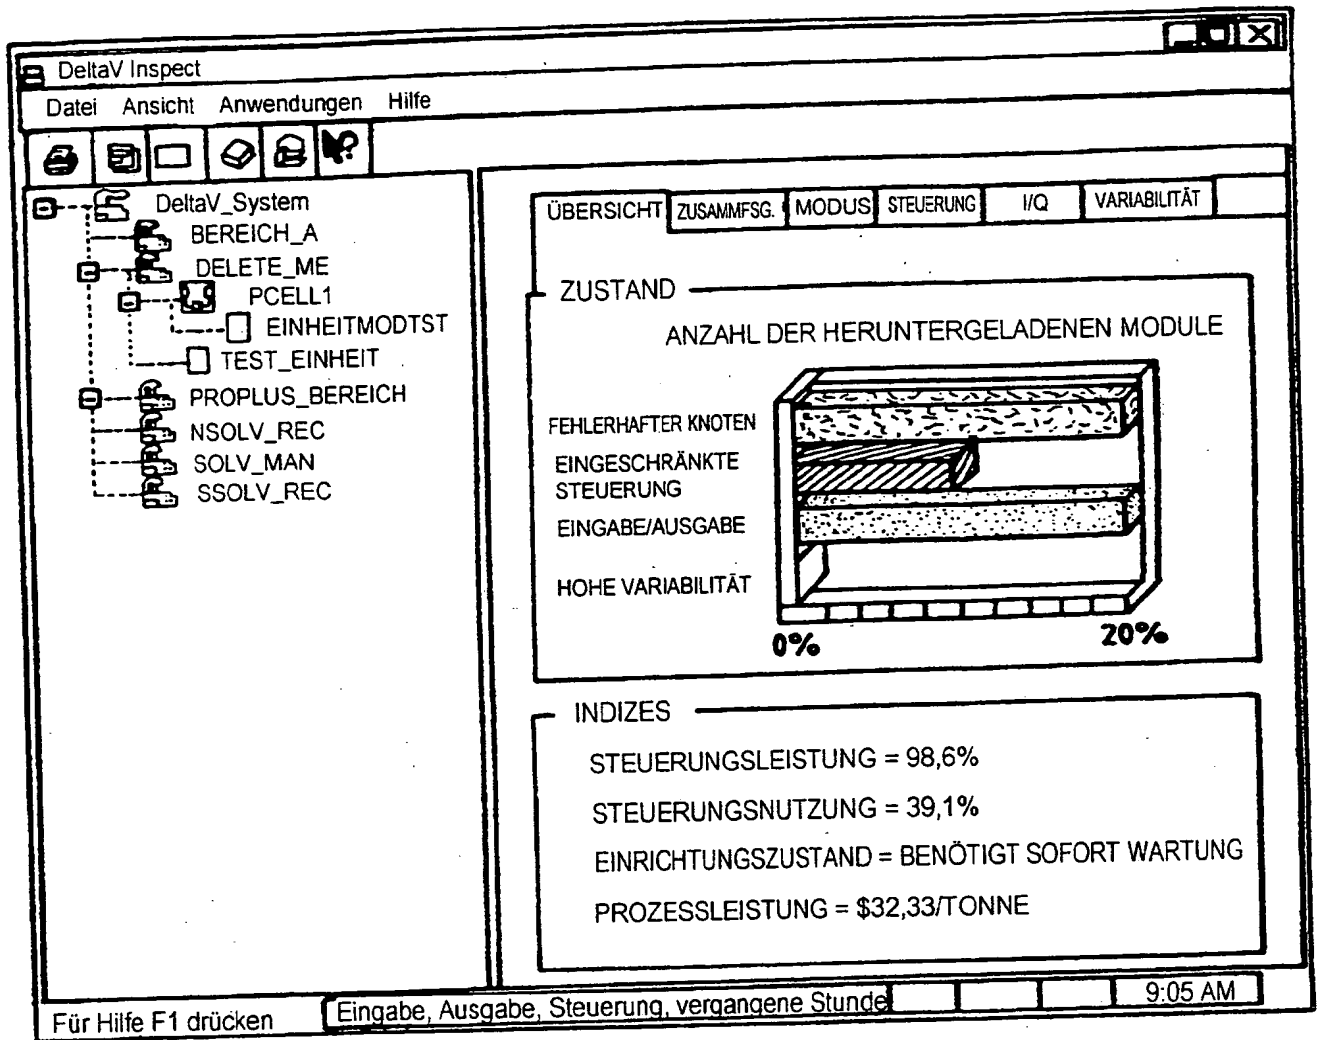 DeltaV Inspect
Datei Ansicht Anwendungen Hilfe
DeltaV_System
BEREICH_A
DELETE_ME
PCELL1
EINHEITMODTST
TEST_EINHEIT
PROPLUS_BEREICH
NSOLV_REC
SOLV_MAN
SSOLV_REC
ÜBERSICHT ZUSAMMFSG. MODUS STEUERUNG I/Q VARIABILITÄT
ZUSTAND
ANZAHL DER HERUNTERGELADENEN MODULE
FEHLERHAFTER KNOTEN
EINGESCHRÄNKTE
STEUERUNG
EINGABE/AUSGABE
HOHE VARIABILITÄT
0% 20%
INDIZES
STEUERUNGSLEISTUNG = 98,6%
STEUERUNGSNUTZUNG = 39,1%
EINRICHTUNGSZUSTAND = BENÖTIGT SOFORT WARTUNG
PROZESSLEISTUNG = $32,33/TONNE
Für Hilfe F1 drücken Eingabe, Ausgabe, Steuerung, vergangene Stunde 9:05 AM